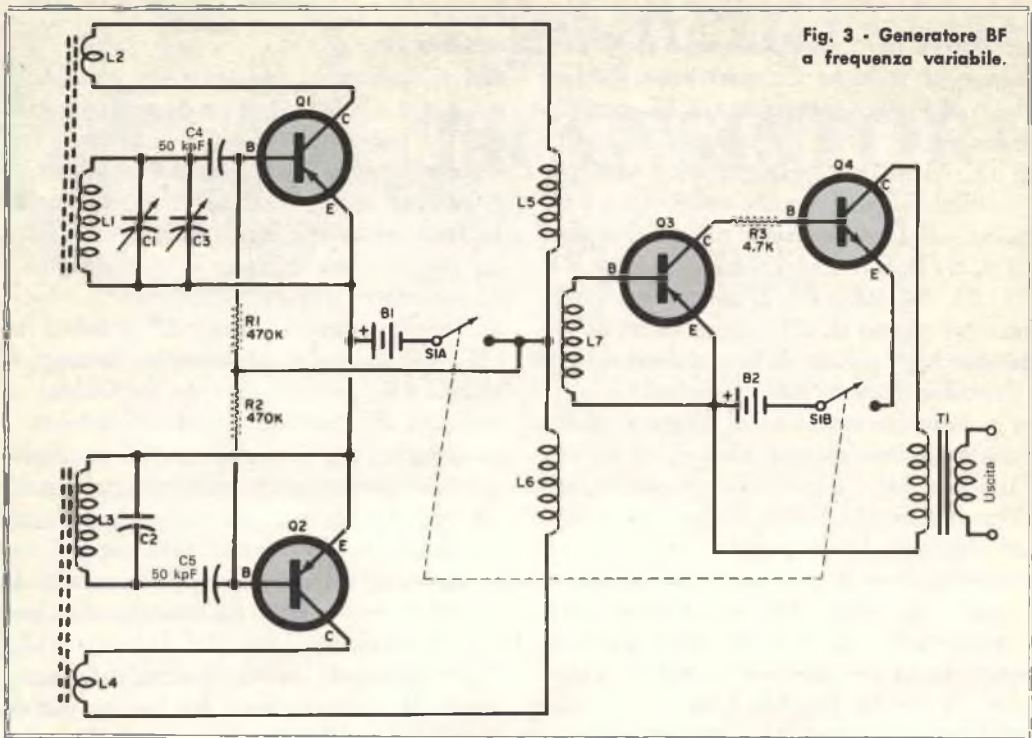 Fig. 3 - Generatore BF
a frequenza variabile.
L2
Q1
C
C4
50 kpF
B
E
L1
C1
C3
L5
Q4
C
Q3
R3
4.7K
B
C
B
E
E
R1
470K
B1
+
S1A
L7
B2
+
S1B
T1
Uscita
R2
470K
L6
L3
C2
Q2
E
C5
50 kpF
B
C
L4